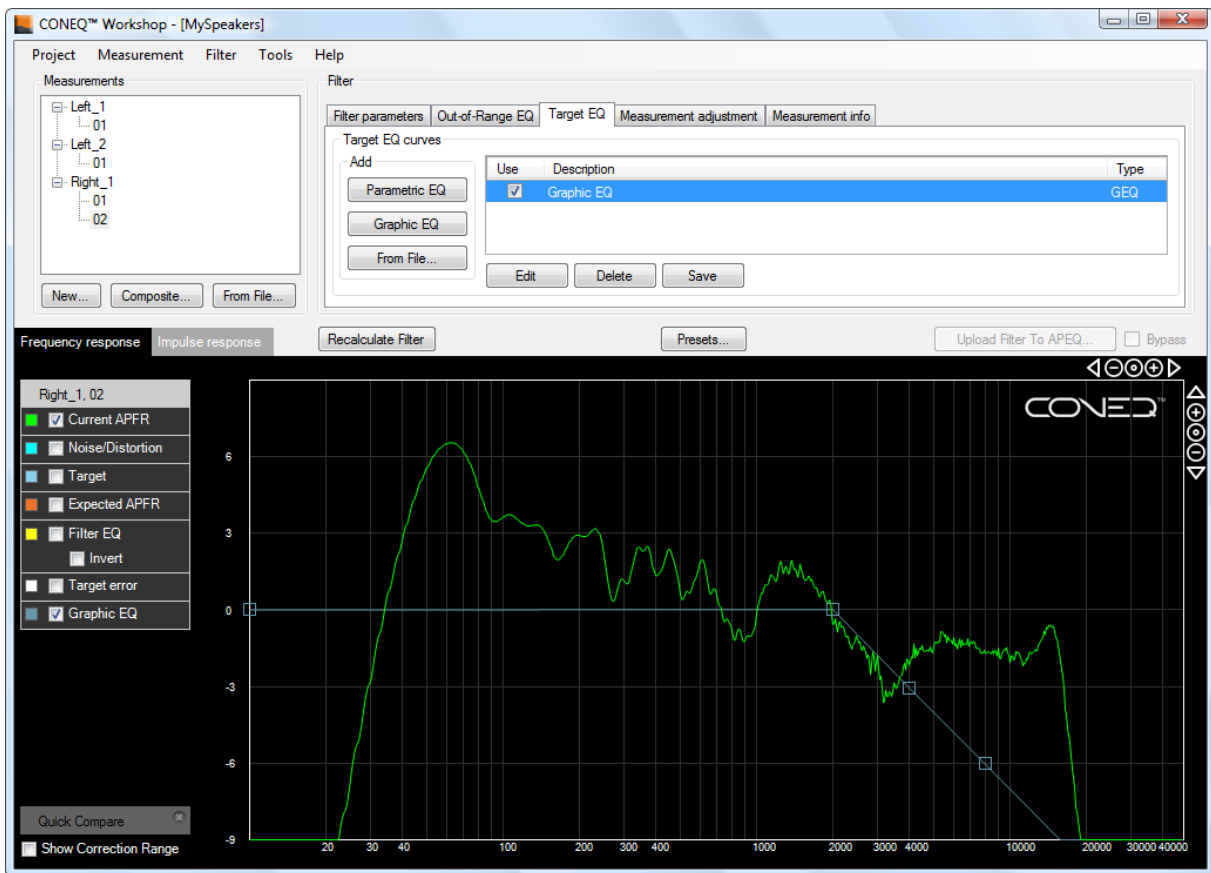 CONEQ™ Workshop - [MySpeakers]
Project Measurement Filter Tools Help
Measurements
Left_1
01
Left_2
01
Right_1
01
02
New... Composite... From File...
Filter
Filter parameters Out-of-Range EQ Target EQ Measurement adjustment Measurement info
Target EQ curves
Add
Parametric EQ
Graphic EQ
From File...
Use Description Type
Graphic EQ GEQ
Edit Delete Save
Frequency response Impulse response
Recalculate Filter Presets... Upload Filter To APEQ... Bypass
Right_1, 02
Current APFR
Noise/Distortion
Target
Expected APFR
Filter EQ
Invert
Target error
Graphic EQ
CONEQ™
6
3
0
-3
-6
-9
20 30 40 100 200 300 400 1000 2000 3000 4000 10000 20000 30000 40000
Quick Compare
Show Correction Range